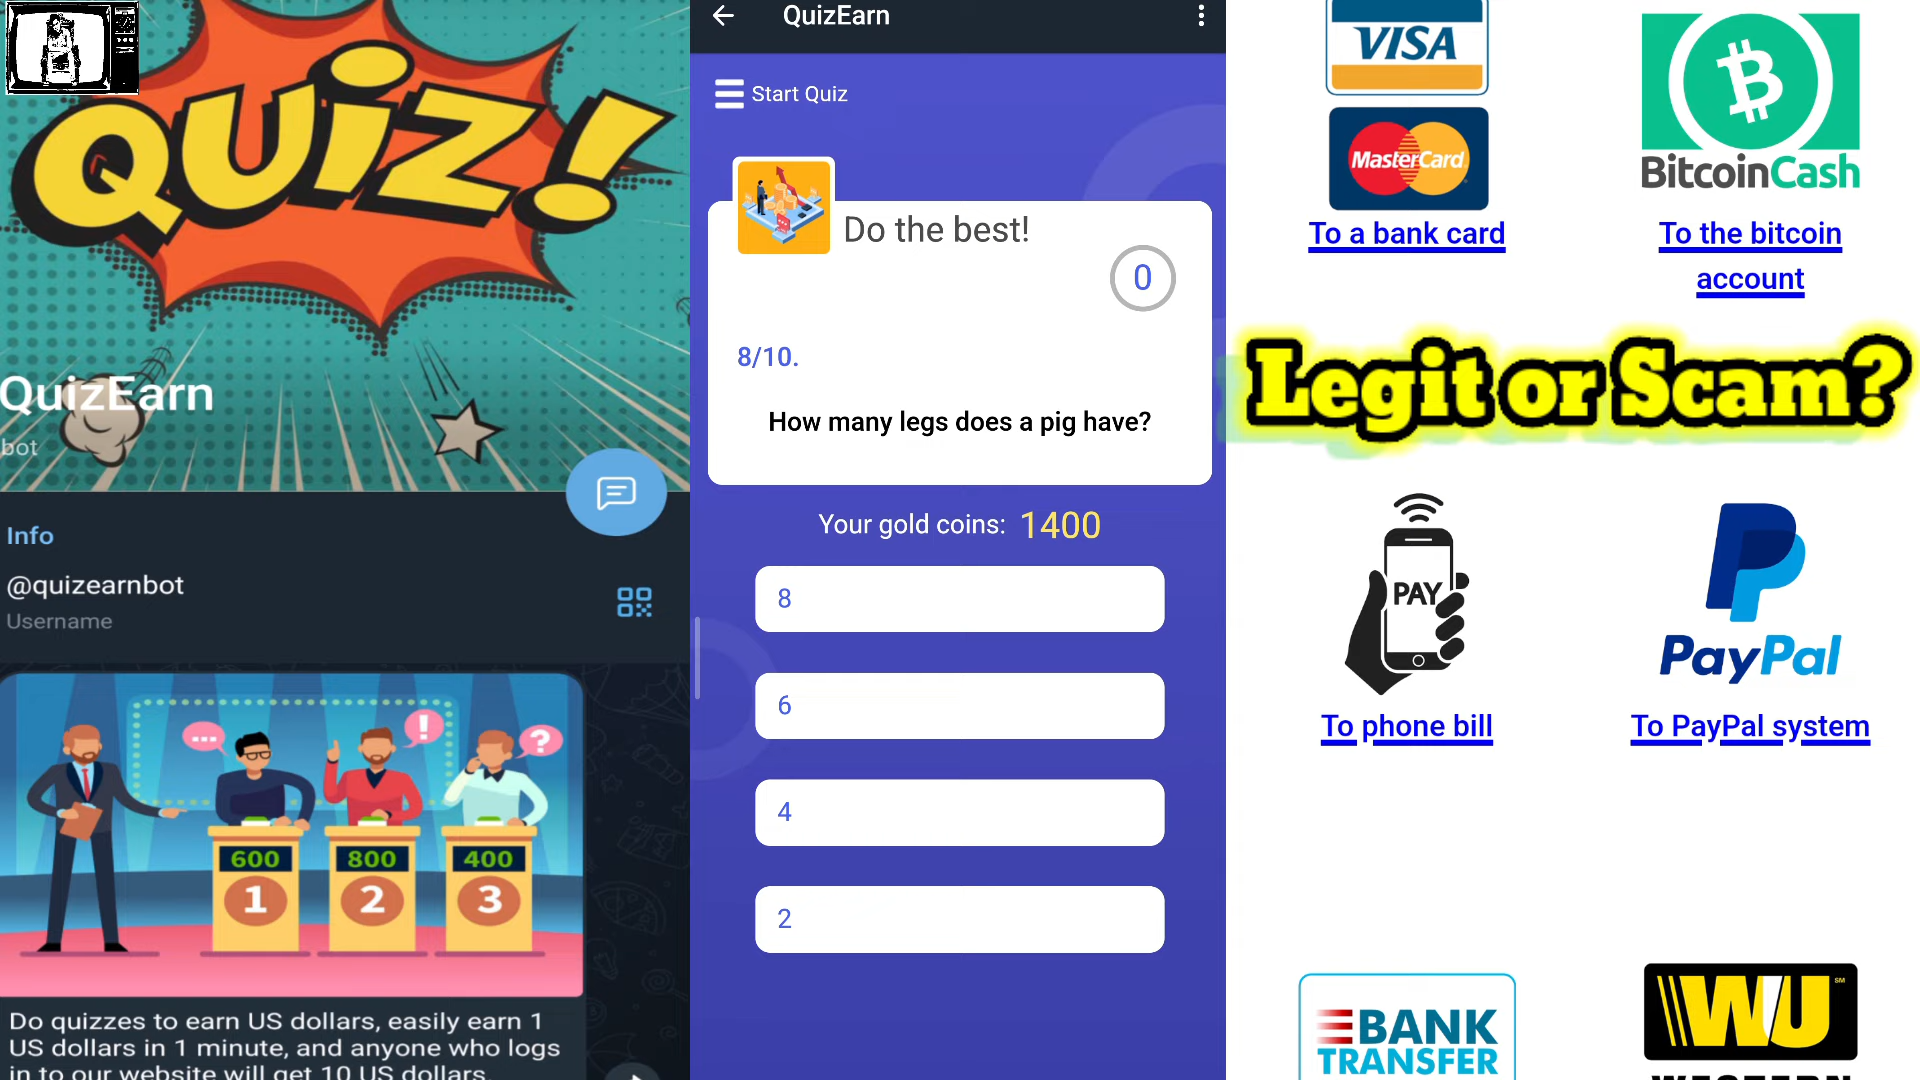 QUIZ!
QuizEarn
bot
Info
@quizearnbot
Username
600
800
400
1
2
3
Do quizzes to earn US dollars, easily earn 1
US dollars in 1 minute, and anyone who logs
in to our website will get 10 US dollars.
QuizEarn
Start Quiz
Do the best!
0
8/10.
How many legs does a pig have?
Your gold coins: 1400
8
6
4
2
VISA
MasterCard
To a bank card
BitcoinCash
To the bitcoin
account
Legit or Scam?
PAY
To phone bill
PayPal
To PayPal system
BANK
TRANSFER
WU
SM
WESTERN